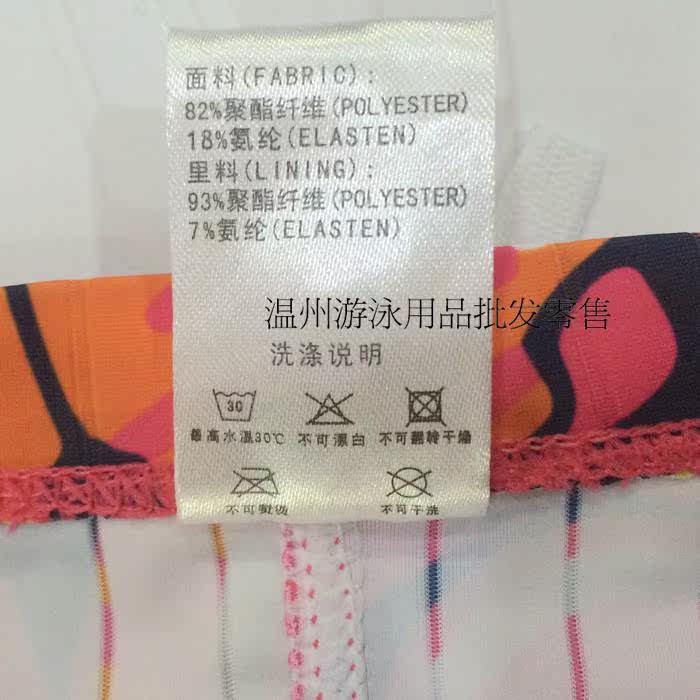 面料(FABRIC):
82%聚酯纤维(POLYESTER)
18%氨纶(ELASTEN)
里料(LINING):
93%聚酯纤维(POLYESTER)
7%氨纶(ELASTEN)
温州游泳用品批发零售
洗涤说明
30
最高水温30℃ 不可漂白 不可翻转干燥
不可熨烫 不可干洗